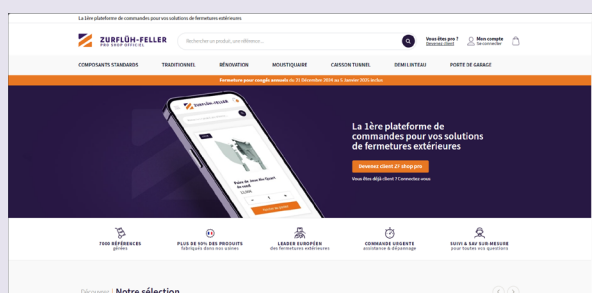 La 1ère plateforme de commandes pour vos solutions de fermetures extérieures
ZURFLÜH-FELLER
PRO SHOP OFFICIEL
Rechercher un produit, une référence...
Vous êtes pro ?
Devenez client
Mon compte
Se connecter
COMPOSANTS STANDARDS TRADITIONNEL RÉNOVATION MOUSTIQUAIRE CAISSON TUNNEL DEMI LINTEAU PORTE DE GARAGE
Fermeture pour congés annuels du 21 Décembre 2024 au 5 Janvier 2025 inclus
ZURFLÜH-FELLER
La 1ère plateforme de
commandes pour vos solutions
de fermetures extérieures
Devenez client ZF shop pro
Vous êtes déjà client ? Connectez-vous
7000 RÉFÉRENCES
gérées
PLUS DE 90% DES PRODUITS
fabriqués dans nos usines
LEADER EUROPÉEN
des fermetures extérieures
COMMANDE URGENTE
assistance & dépannage
SUIVI & SAV SUR-MESURE
pour toutes vos questions
Découvrez | Notre sélection